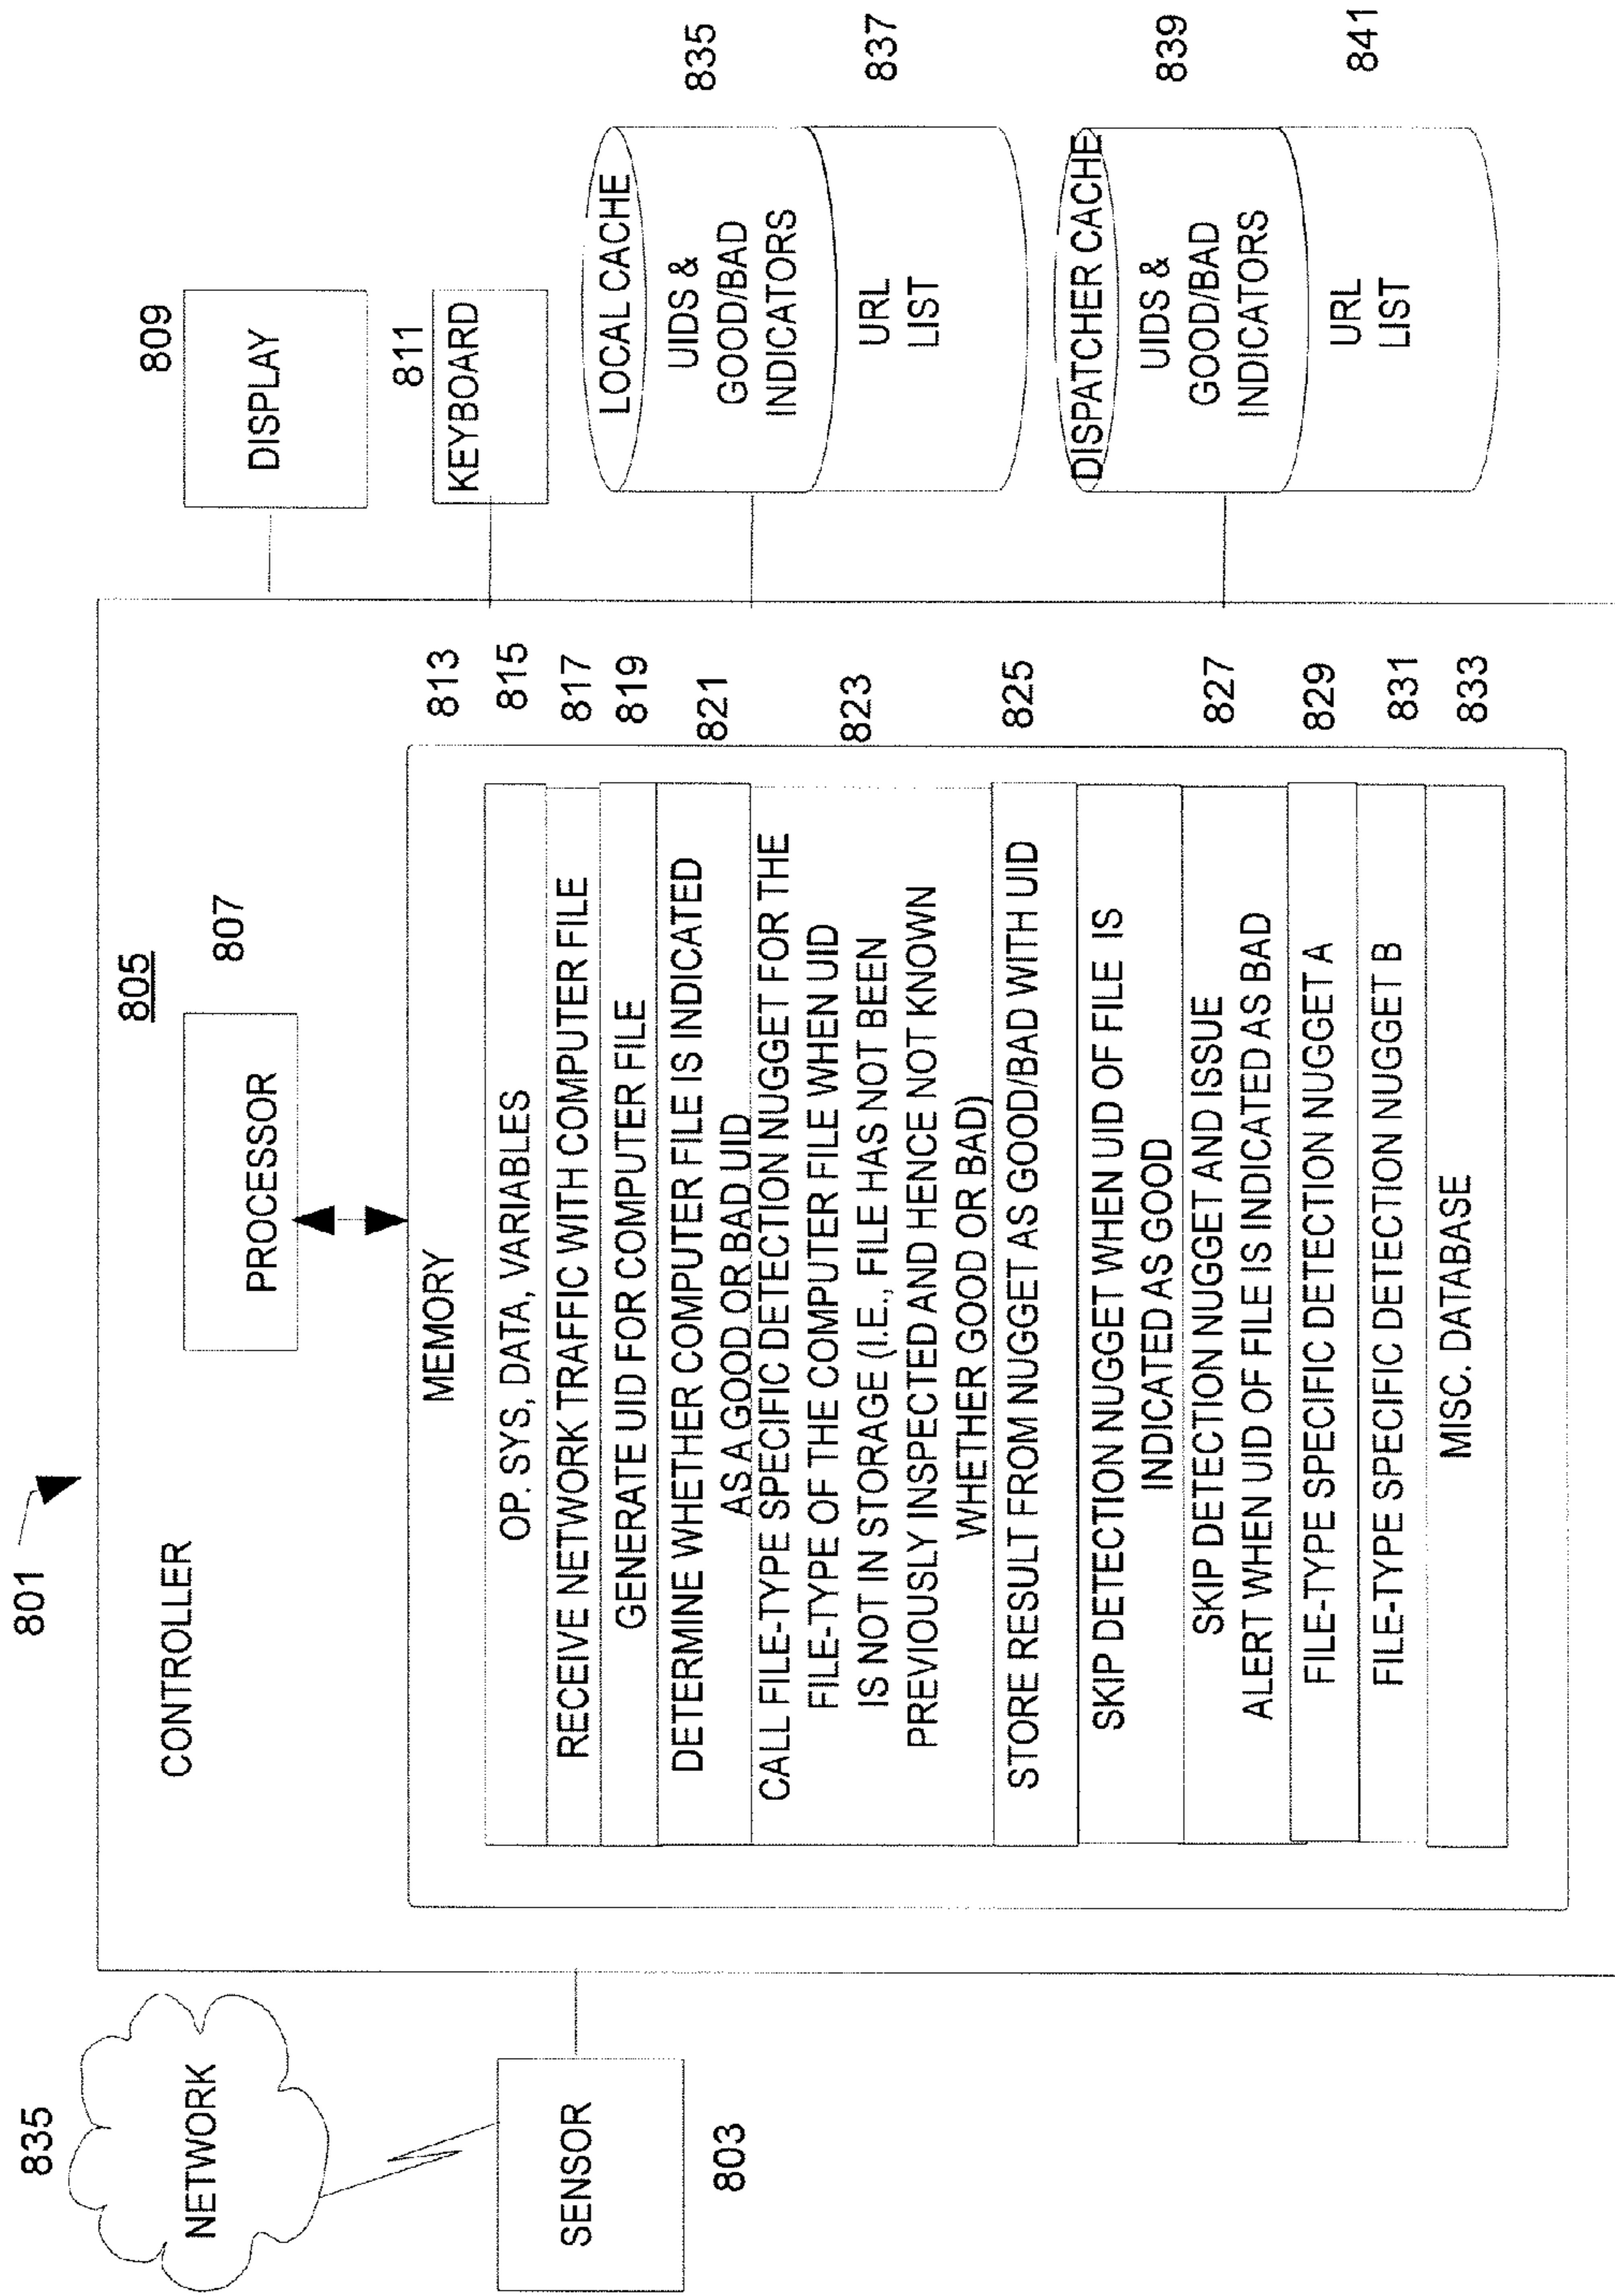 801
835
NETWORK
SENSOR
803
CONTROLLER
805
PROCESSOR
807
MEMORY
813
OP. SYS, DATA, VARIABLES
815
RECEIVE NETWORK TRAFFIC WITH COMPUTER FILE
817
GENERATE UID FOR COMPUTER FILE
819
DETERMINE WHETHER COMPUTER FILE IS INDICATED
AS A GOOD OR BAD UID
821
CALL FILE-TYPE SPECIFIC DETECTION NUGGET FOR THE
FILE-TYPE OF THE COMPUTER FILE WHEN UID
IS NOT IN STORAGE (I.E., FILE HAS NOT BEEN
PREVIOUSLY INSPECTED AND HENCE NOT KNOWN
WHETHER GOOD OR BAD)
823
STORE RESULT FROM NUGGET AS GOOD/BAD WITH UID
825
SKIP DETECTION NUGGET WHEN UID OF FILE IS
INDICATED AS GOOD
SKIP DETECTION NUGGET AND ISSUE
ALERT WHEN UID OF FILE IS INDICATED AS BAD
827
FILE-TYPE SPECIFIC DETECTION NUGGET A
829
FILE-TYPE SPECIFIC DETECTION NUGGET B
831
MISC. DATABASE
833
DISPLAY
809
KEYBOARD
811
LOCAL CACHE
UIDS &
GOOD/BAD
INDICATORS
835
URL
LIST
837
DISPATCHER CACHE
UIDS &
GOOD/BAD
INDICATORS
839
URL
LIST
841